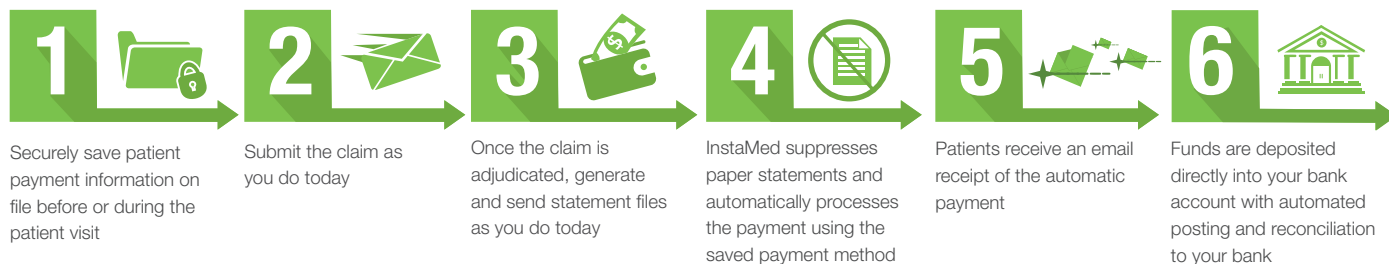 1
Securely save patient
payment information on
file before or during the
patient visit
2
Submit the claim as
you do today
3
$
Once the claim is
adjudicated, generate
and send statement files
as you do today
4
InstaMed suppresses
paper statements and
automatically processes
the payment using the
saved payment method
5
Patients receive an email
receipt of the automatic
payment
6
$
Funds are deposited
directly into your bank
account with automated
posting and reconciliation
to your bank